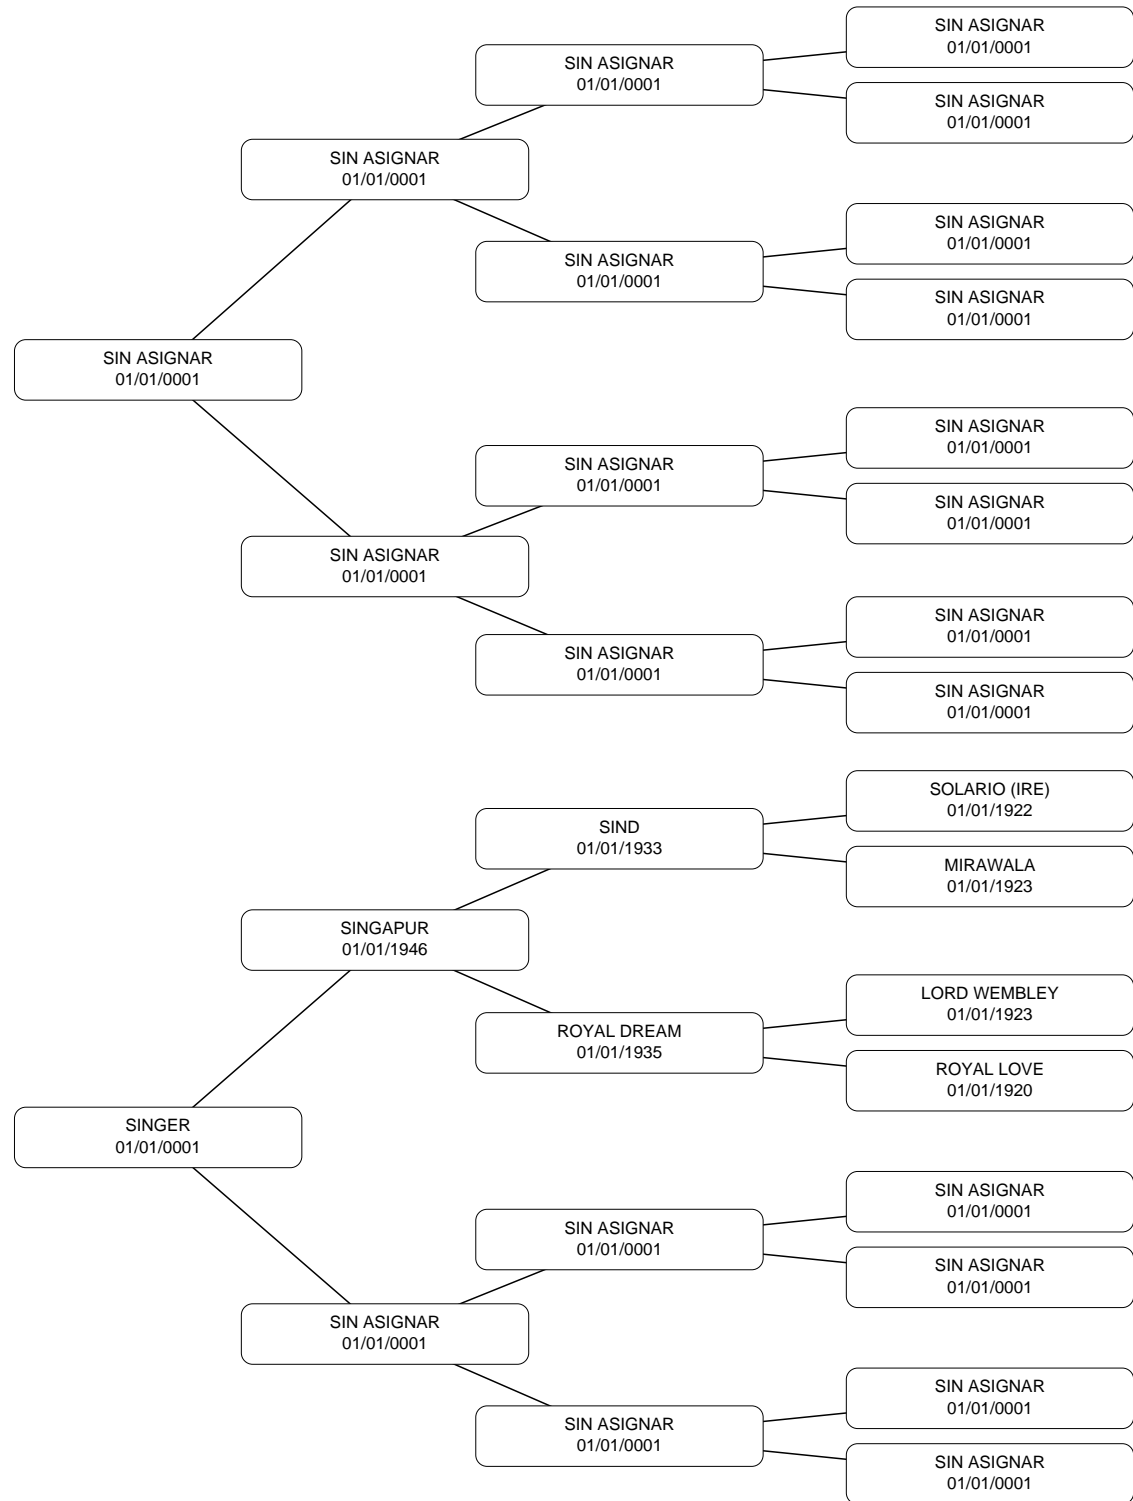 SIN ASIGNAR
01/01/0001
SIN ASIGNAR
01/01/0001
SIN ASIGNAR
01/01/0001
SIN ASIGNAR
01/01/0001
SIN ASIGNAR
01/01/0001
SIN ASIGNAR
01/01/0001
SIN ASIGNAR
01/01/0001
SIN ASIGNAR
01/01/0001
SIN ASIGNAR
01/01/0001
SIN ASIGNAR
01/01/0001
SIN ASIGNAR
01/01/0001
SIN ASIGNAR
01/01/0001
SIN ASIGNAR
01/01/0001
SIN ASIGNAR
01/01/0001
SIN ASIGNAR
01/01/0001
SOLARIO (IRE)
01/01/1922
SIND
01/01/1933
MIRAWALA
01/01/1923
SINGAPUR
01/01/1946
LORD WEMBLEY
01/01/1923
ROYAL DREAM
01/01/1935
ROYAL LOVE
01/01/1920
SINGER
01/01/0001
SIN ASIGNAR
01/01/0001
SIN ASIGNAR
01/01/0001
SIN ASIGNAR
01/01/0001
SIN ASIGNAR
01/01/0001
SIN ASIGNAR
01/01/0001
SIN ASIGNAR
01/01/0001
SIN ASIGNAR
01/01/0001